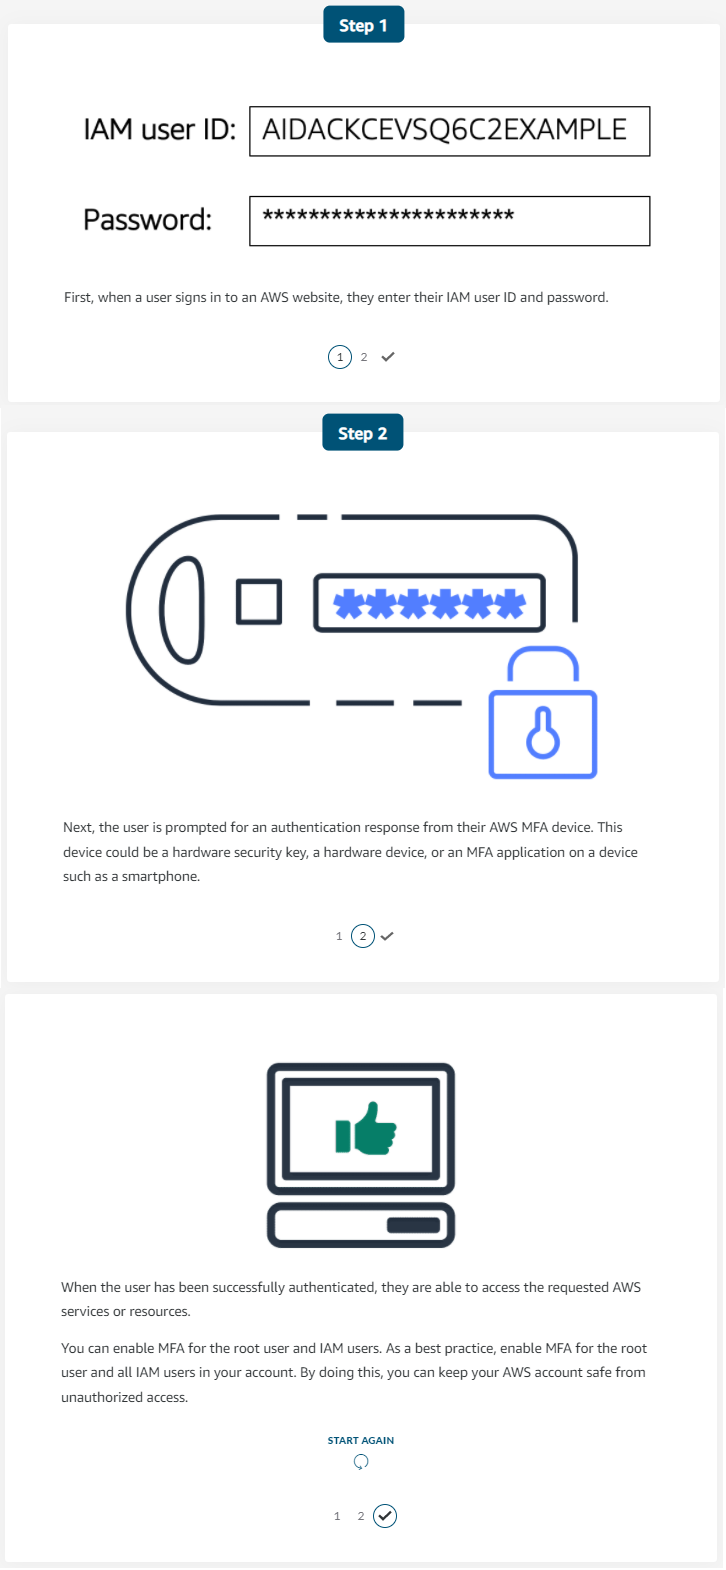 Step 1
IAM user ID: AIDACKCEVSQ6C2EXAMPLE
Password: **********************
First, when a user signs in to an AWS website, they enter their IAM user ID and password.
1 2
Step 2
******
Next, the user is prompted for an authentication response from their AWS MFA device. This
device could be a hardware security key, a hardware device, or an MFA application on a device
such as a smartphone.
1 2
When the user has been successfully authenticated, they are able to access the requested AWS
services or resources.
You can enable MFA for the root user and IAM users. As a best practice, enable MFA for the root
user and all IAM users in your account. By doing this, you can keep your AWS account safe from
unauthorized access.
START AGAIN
1 2